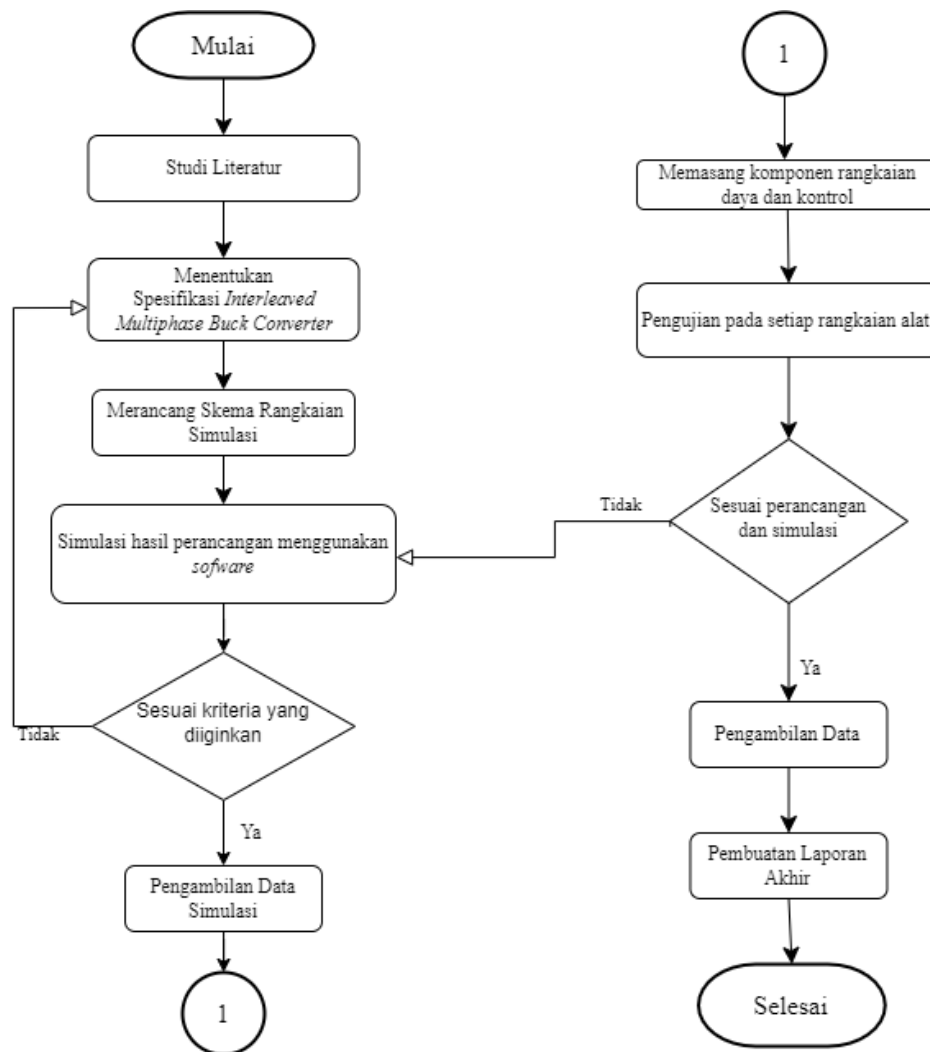 Mulai
Studi Literatur
Menentukan
Spesifikasi Interleaved
Multiphase Buck Converter
Merancang Skema Rangkaian
Simulasi
Simulasi hasil perancangan menggunakan
sofware
Sesuai kriteria yang
diiginkan
Tidak
Ya
Pengambilan Data
Simulasi
1
1
Memasang komponen rangkaian
daya dan kontrol
Pengujian pada setiap rangkaian alat
Sesuai perancangan
dan simulasi
Tidak
Ya
Pengambilan Data
Pembuatan Laporan
Akhir
Selesai